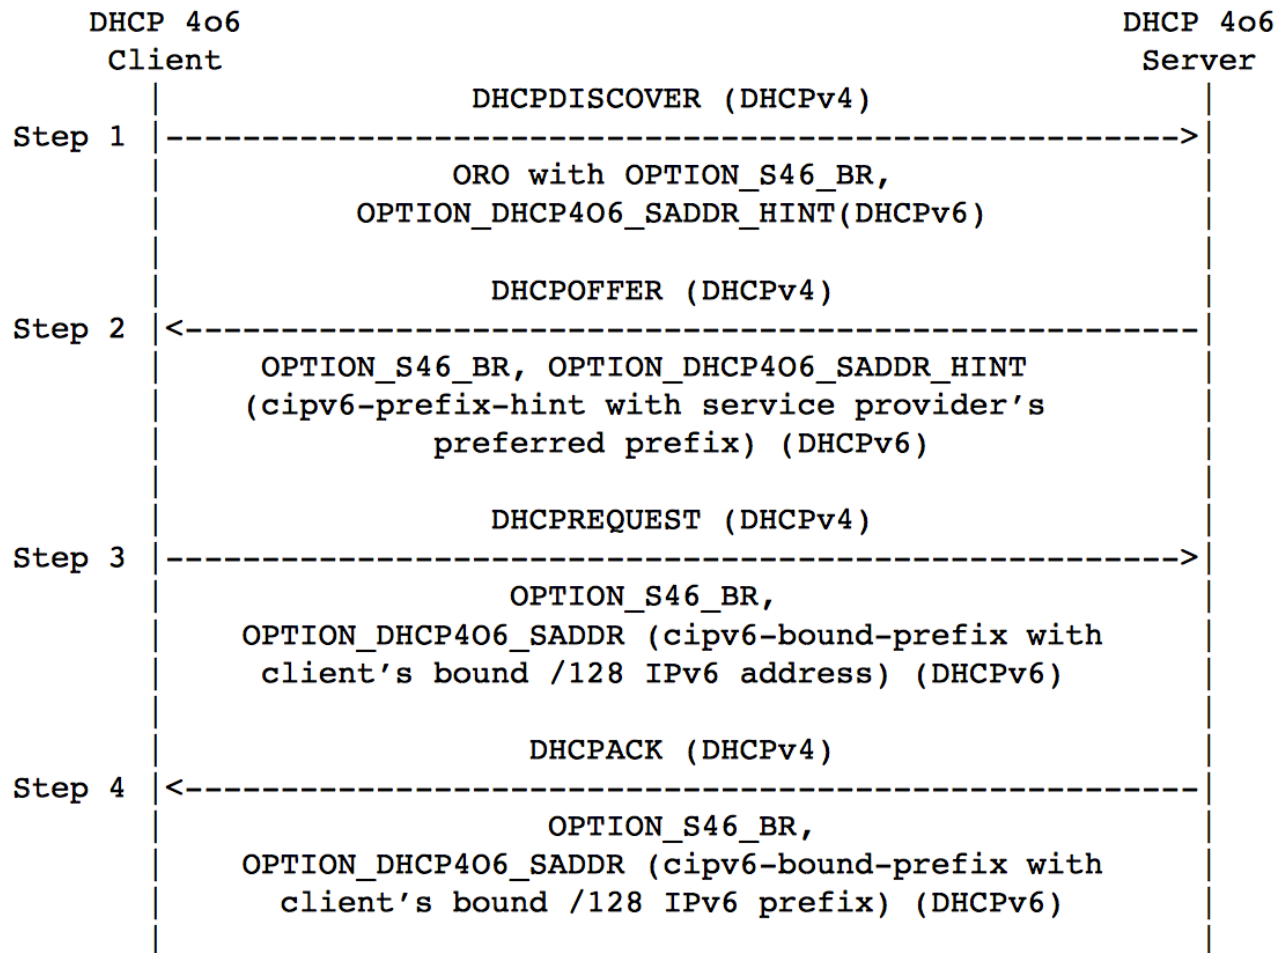 DHCP 4o6 DHCP 4o6
Client Server
DHCPDISCOVER (DHCPv4)
Step 1 |----------------------------------------------------->|
ORO with OPTION_S46_BR,
OPTION_DHCP4O6_SADDR_HINT(DHCPv6)
DHCPOFFER (DHCPv4)
Step 2 |<-----------------------------------------------------|
OPTION_S46_BR, OPTION_DHCP4O6_SADDR_HINT
(cipv6-prefix-hint with service provider's
preferred prefix) (DHCPv6)
DHCPREQUEST (DHCPv4)
Step 3 |----------------------------------------------------->|
OPTION_S46_BR,
OPTION_DHCP4O6_SADDR (cipv6-bound-prefix with
client's bound /128 IPv6 address) (DHCPv6)
DHCPACK (DHCPv4)
Step 4 |<-----------------------------------------------------|
OPTION_S46_BR,
OPTION_DHCP4O6_SADDR (cipv6-bound-prefix with
client's bound /128 IPv6 prefix) (DHCPv6)